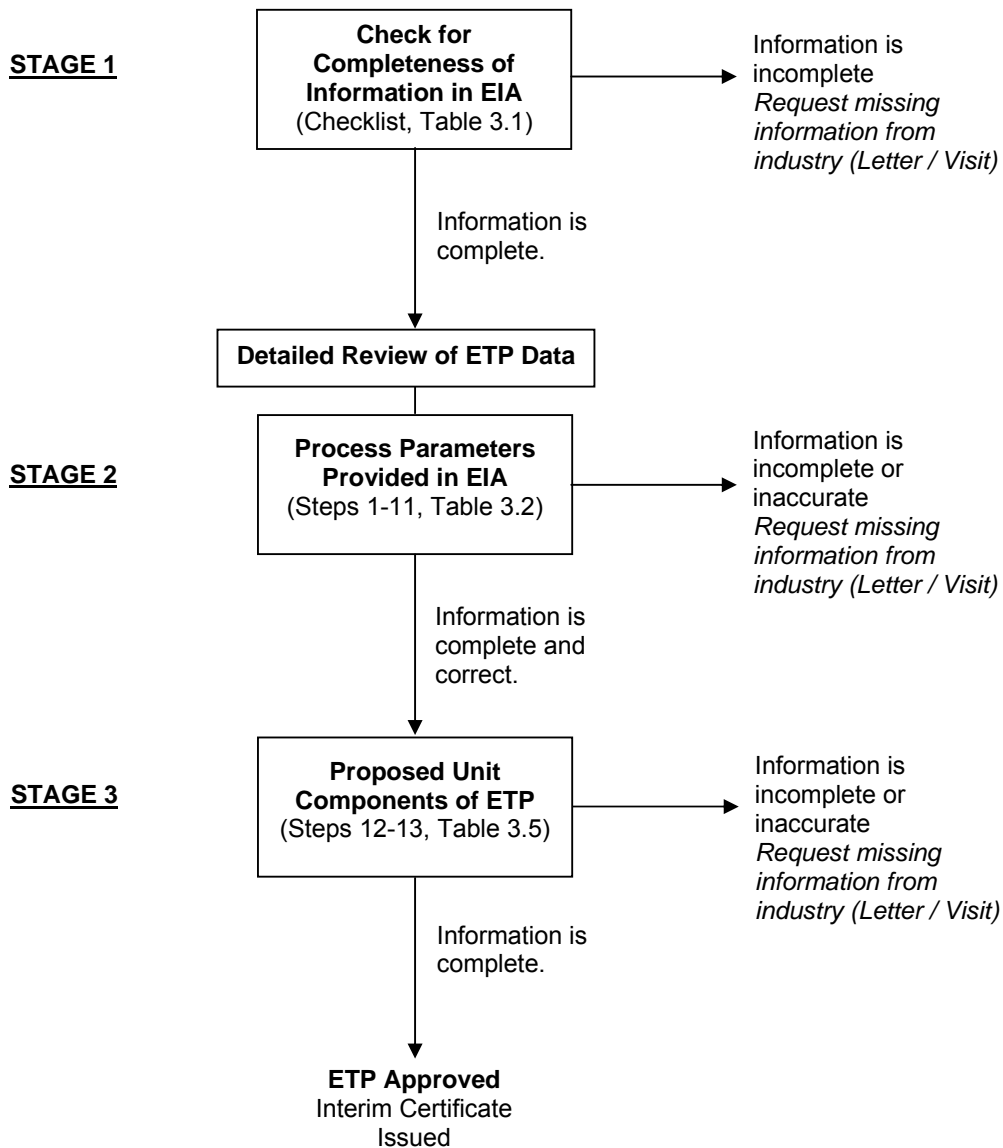 STAGE 1
Check for
Completeness of
Information in EIA
(Checklist, Table 3.1)
Information is
incomplete
Request missing
information from
industry (Letter / Visit)
Information is
complete.
Detailed Review of ETP Data
STAGE 2
Process Parameters
Provided in EIA
(Steps 1-11, Table 3.2)
Information is
incomplete or
inaccurate
Request missing
information from
industry (Letter / Visit)
Information is
complete and
correct.
STAGE 3
Proposed Unit
Components of ETP
(Steps 12-13, Table 3.5)
Information is
incomplete or
inaccurate
Request missing
information from
industry (Letter / Visit)
Information is
complete.
ETP Approved
Interim Certificate
Issued